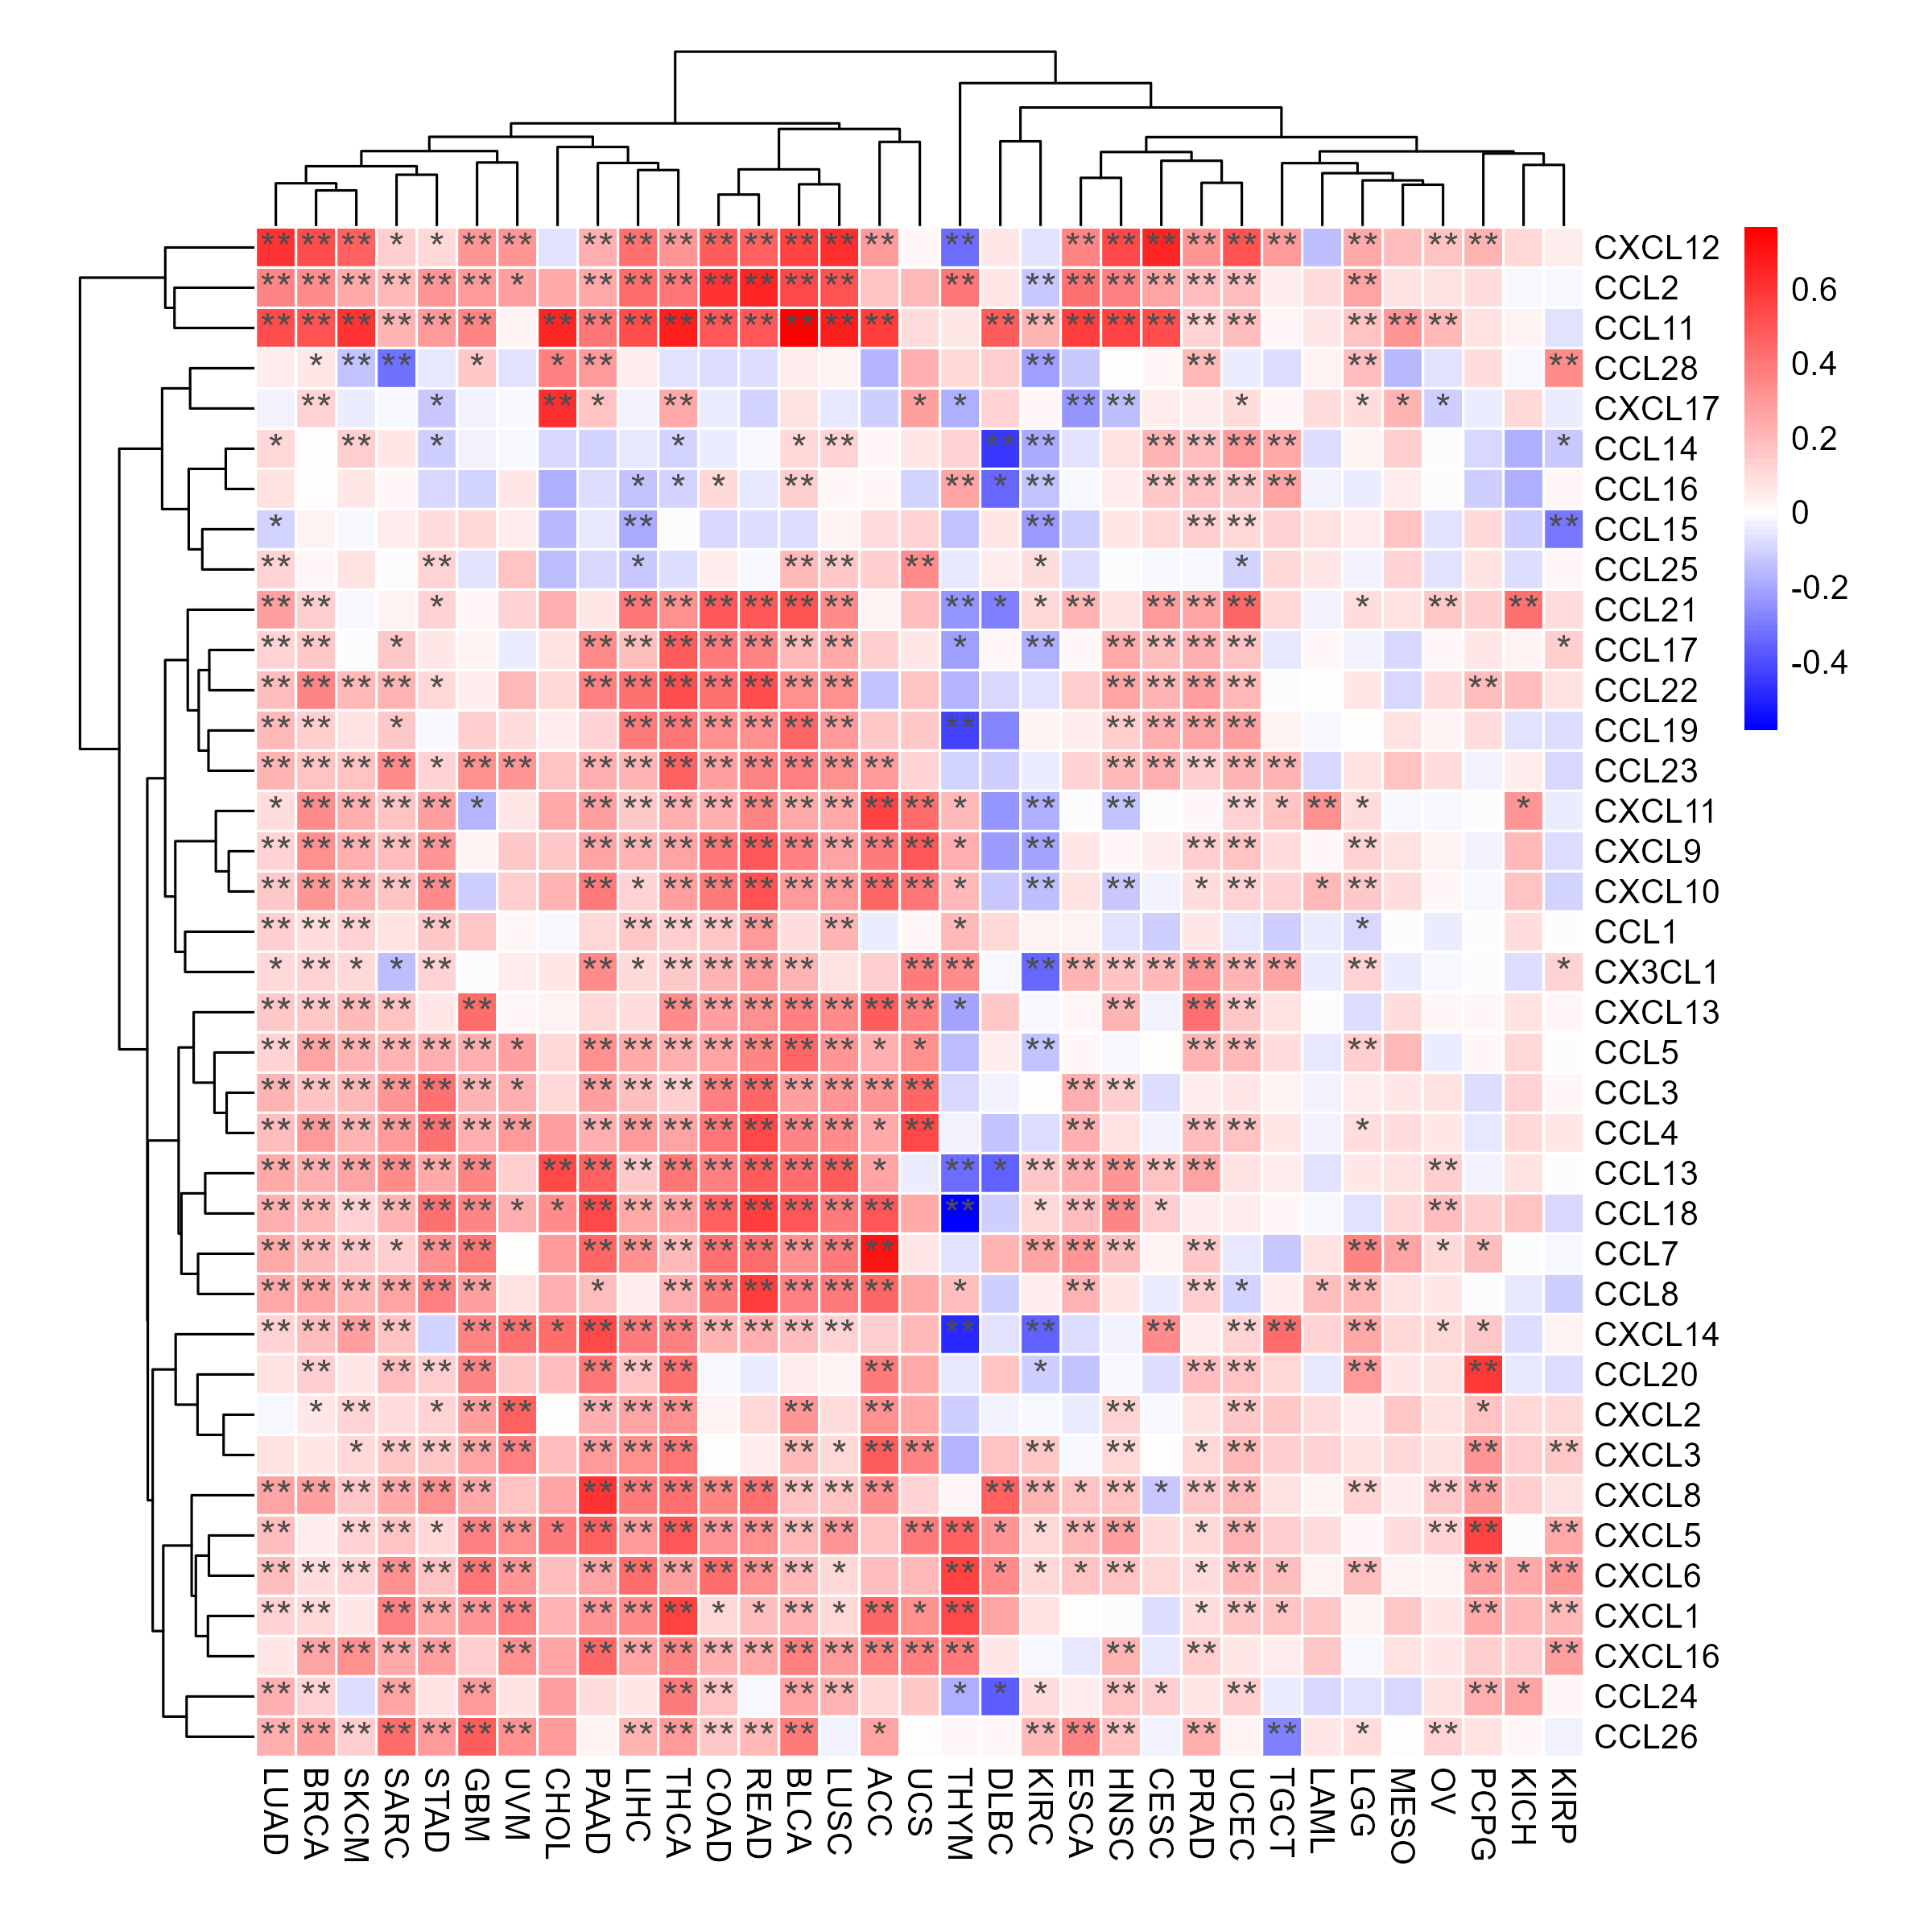 CXCL12
CCL2
CCL11
CCL28
CXCL17
CCL14
CCL16
CCL15
CCL25
CCL21
CCL17
CCL22
CCL19
CCL23
CXCL11
CXCL9
CXCL10
CCL1
CX3CL1
CXCL13
CCL5
CCL3
CCL4
CCL13
CCL18
CCL7
CCL8
CXCL14
CCL20
CXCL2
CXCL3
CXCL8
CXCL5
CXCL6
CXCL1
CXCL16
CCL24
CCL26
0.6
0.4
0.2
0
-0.2
-0.4
LUAD
BRCA
SKCM
SARC
STAD
GBM
UVM
CHOL
PAAD
LIHC
THCA
COAD
READ
BLCA
LUSC
ACC
UCS
THYM
DLBC
KIRC
ESCA
HNSC
CESC
PRAD
UCEC
TGCT
LAML
LGG
MESO
OV
PCPG
KICH
KIRP